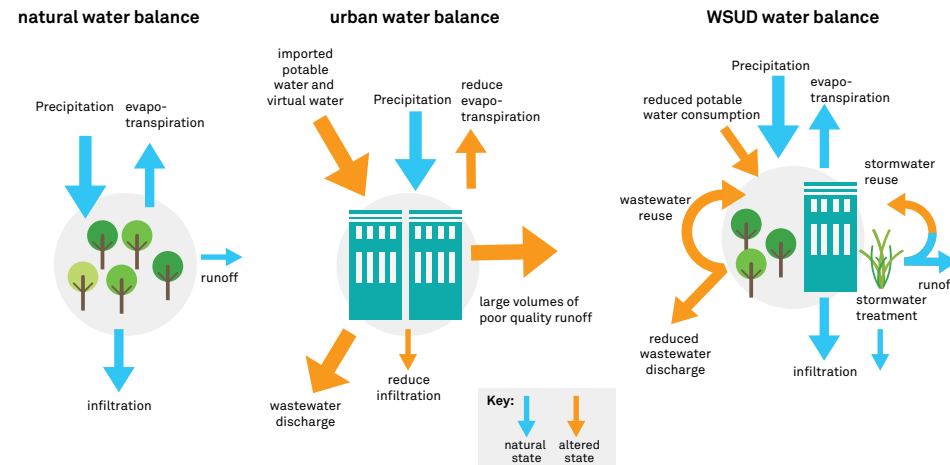 natural water balance
Precipitation
evapo-
transpiration
runoff
infiltration
urban water balance
imported
potable
water and
virtual water
Precipitation
reduce
evapo-
transpiration
large volumes of
poor quality runoff
reduce
infiltration
wastewater
discharge
Key:
natural
state
altered
state
WSUD water balance
Precipitation
evapo-
transpiration
reduced potable
water consumption
stormwater
reuse
wastewater
reuse
runoff
stormwater
treatment
reduced
wastewater
discharge
infiltration